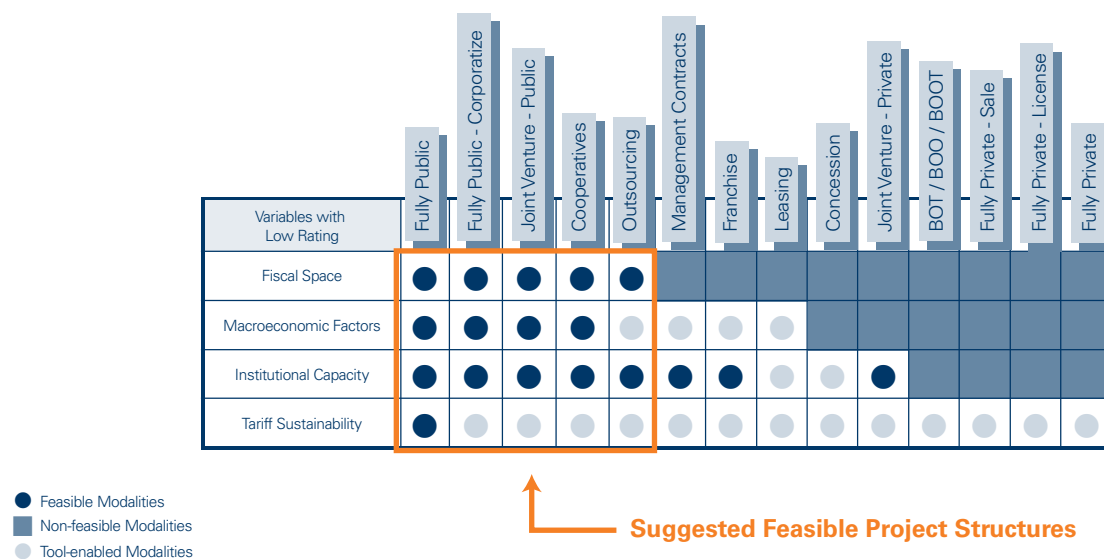 Fully Public
Fully Public - Corporatize
Joint Venture - Public
Cooperatives
Outsourcing
Management Contracts
Franchise
Leasing
Concession
Joint Venture - Private
BOT / BOO / BOOT
Fully Private - Sale
Fully Private - License
Fully Private
Variables with
Low Rating
Fiscal Space
Macroeconomic Factors
Institutional Capacity
Tariff Sustainability
Feasible Modalities
Non-feasible Modalities
Tool-enabled Modalities
Suggested Feasible Project Structures